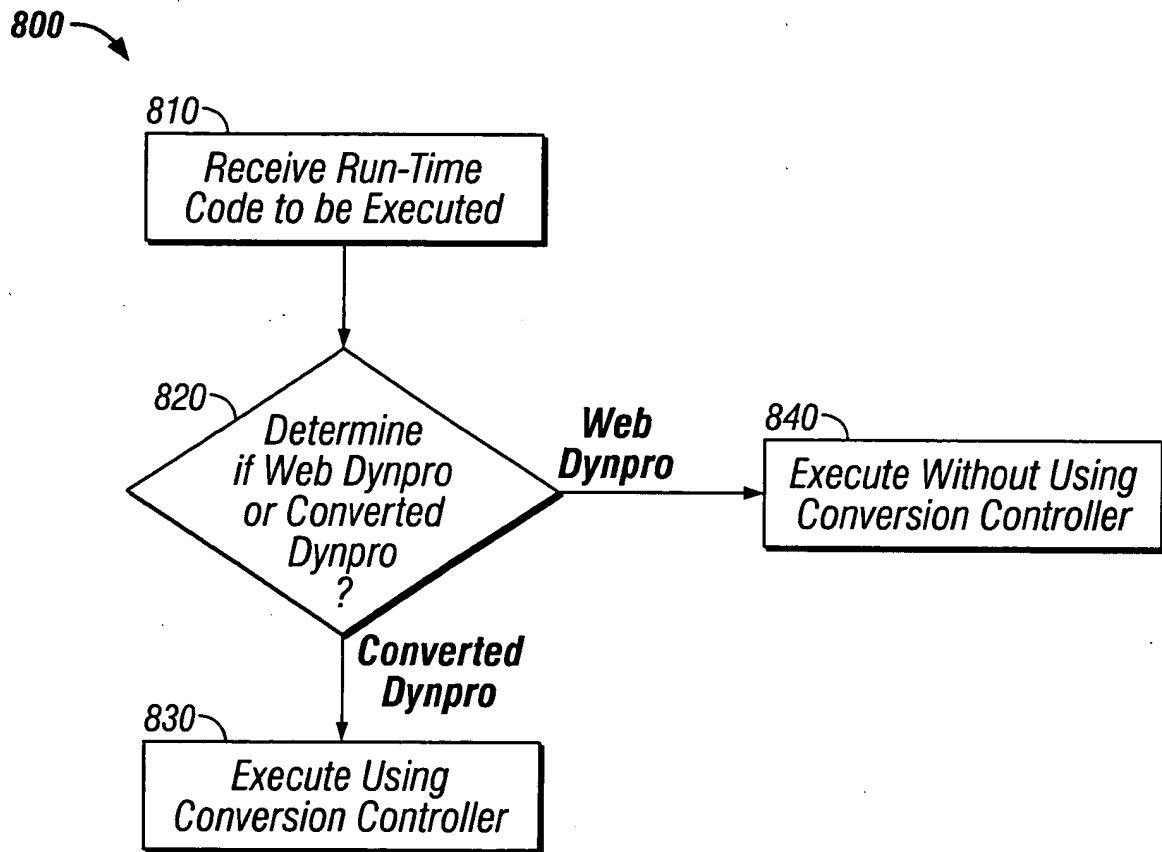 800
810
Receive Run-Time
Code to be Executed
820
Determine
if Web Dynpro
or Converted
Dynpro
?
Web
Dynpro
840
Execute Without Using
Conversion Controller
Converted
Dynpro
830
Execute Using
Conversion Controller